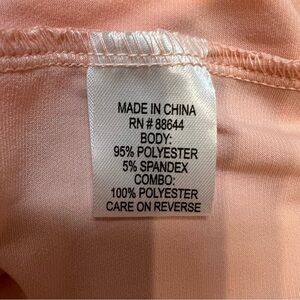 MADE IN CHINA
RN # 88644
BODY:
95% POLYESTER
5% SPANDEX
COMBO:
100% POLYESTER
CARE ON REVERSE